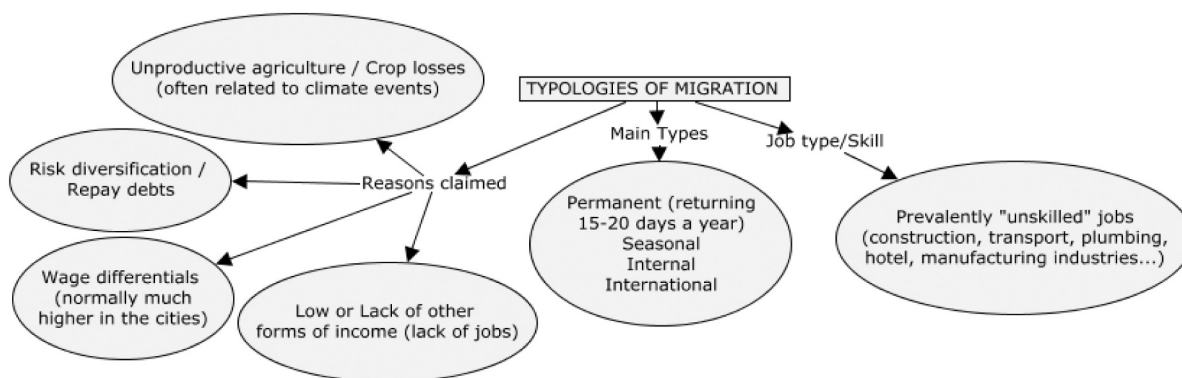 TYPOLOGIES OF MIGRATION
Reasons claimed
Unproductive agriculture / Crop losses
(often related to climate events)
Risk diversification /
Repay debts
Wage differentials
(normally much
higher in the cities)
Low or Lack of other
forms of income (lack of jobs)
Main Types
Permanent (returning
15-20 days a year)
Seasonal
Internal
International
Job type/Skill
Prevalently "unskilled" jobs
(construction, transport, plumbing,
hotel, manufacturing industries...)